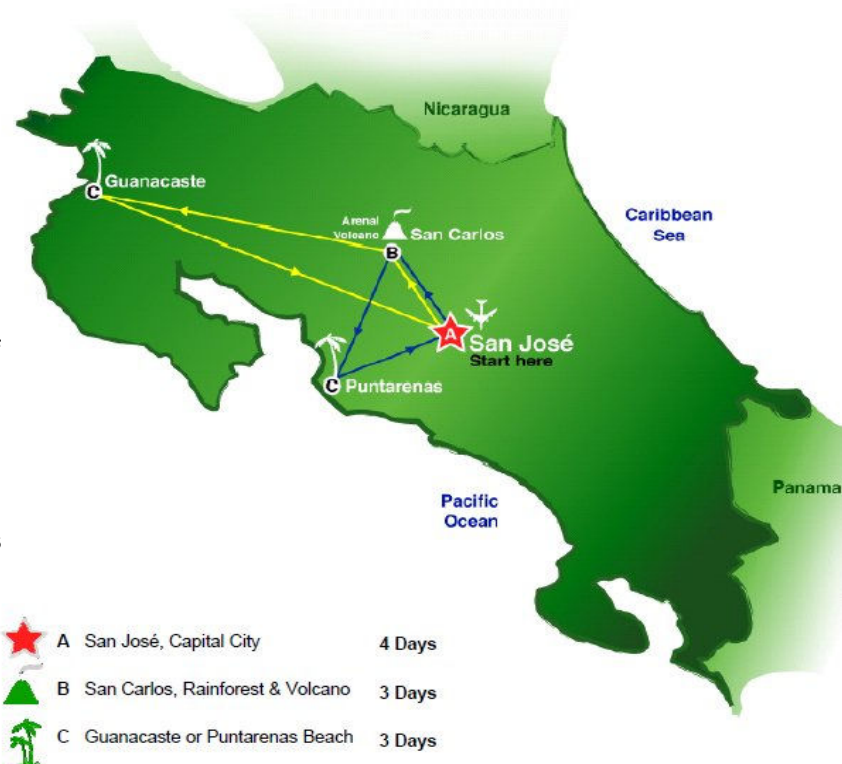 Nicaragua
Guanacaste
C
Caribbean
Sea
Arenal
Volcano
San Carlos
B
A
San José
Start here
C
Puntarenas
Pacific
Ocean
Panama
A San José, Capital City 4 Days
B San Carlos, Rainforest & Volcano 3 Days
C Guanacaste or Puntarenas Beach 3 Days